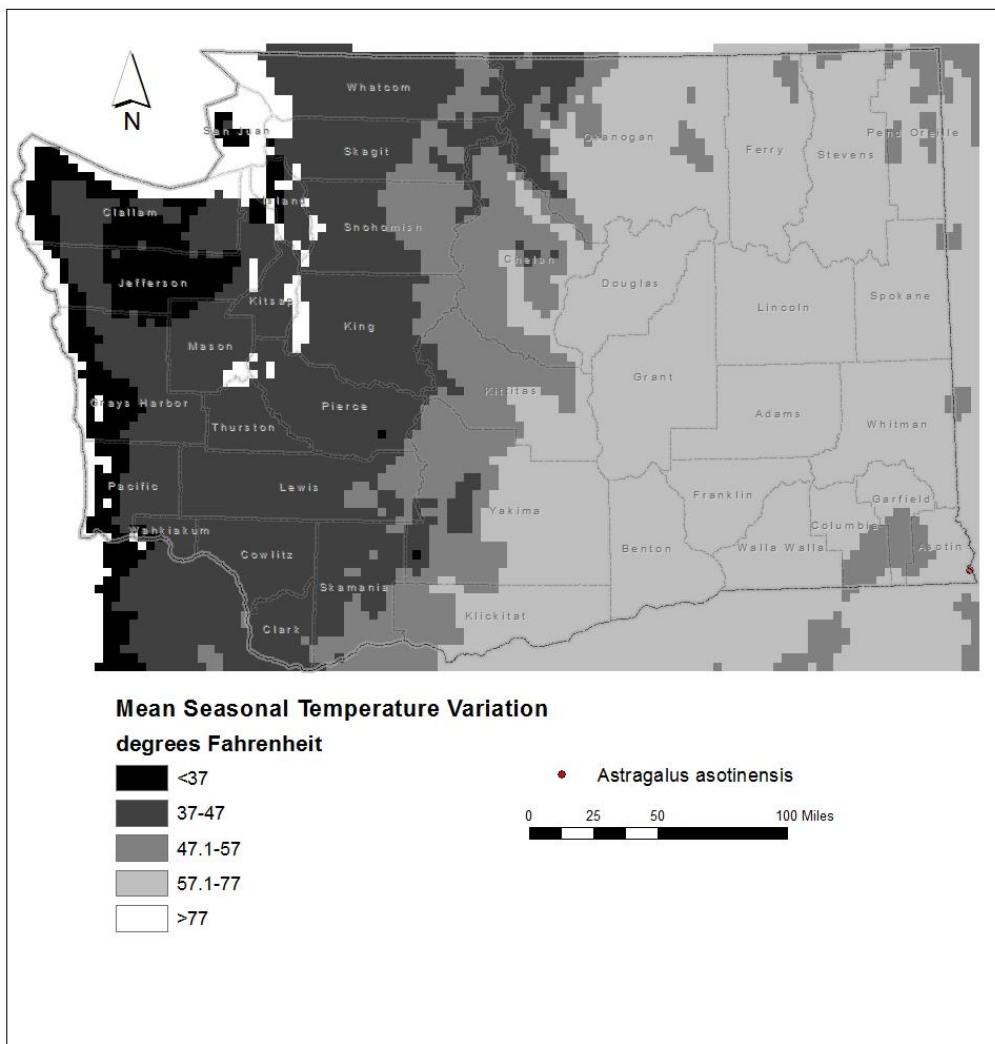 Whatcom
N
San Juan
Okanogan
Pend Oreille
Skagit
Ferry
Stevens
Island
Clallam
Snohomish
Chelan
Jefferson
Douglas
Kitsap
Lincoln
Spokane
King
Mason
Grant
Kittitas
Grays Harbor
Pierce
Adams
Thurston
Whitman
Pacific
Lewis
Franklin
Garfield
Yakima
Columbia
Wahkiakum
Cowlitz
Benton
Walla Walla
Asotin
Skamania
Klickitat
Clark
Mean Seasonal Temperature Variation
degrees Fahrenheit
<37
37-47
47.1-57
57.1-77
>77
Astragalus asotinensis
0 25 50 100 Miles